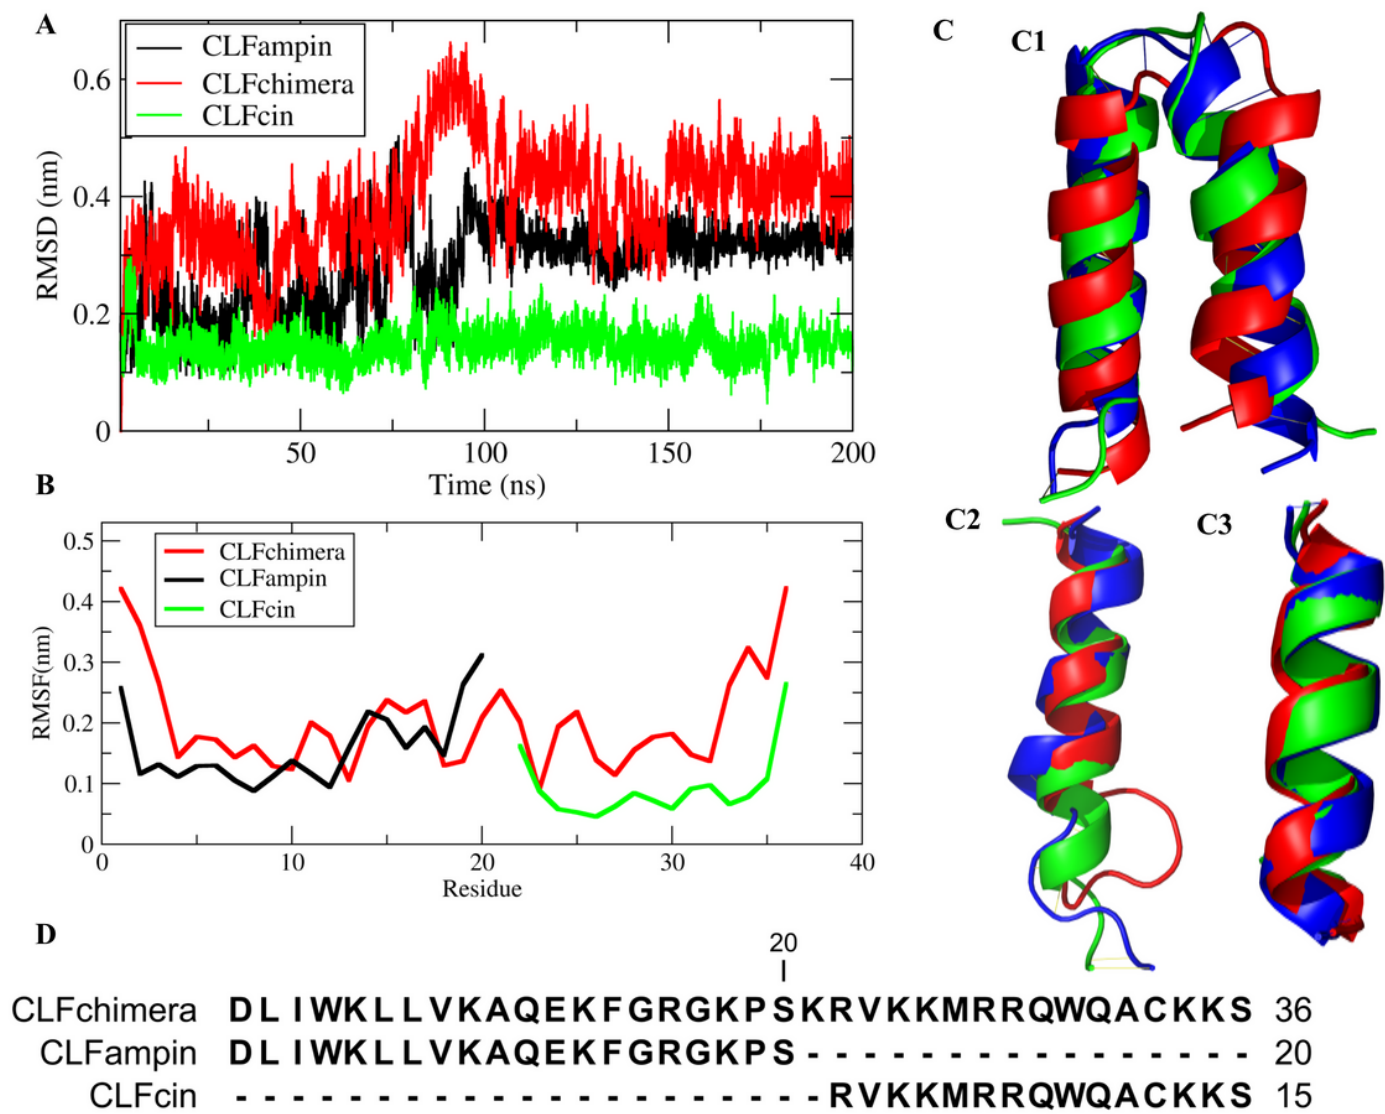 A
CLFampin
CLFchimera
CLFcin
RMSD (nm)
0.6
0.4
0.2
0
50 100 150 200
Time (ns)
B
CLFchimera
CLFampin
CLFcin
RMSF(nm)
0.5
0.4
0.3
0.2
0.1
0
0 10 20 30 40
Residue
C
C1
C2
C3
D
20
CLFchimera DLIWKLLVKAQEKFGRGKPSKRVKKMRRQWQACKKS 36
CLFampin DLIWKLLVKAQEKFGRGKPS- - - - - - - - - - - - - - - - 20
CLFcin - - - - - - - - - - - - - - - - - - - - - RVKKMRRQWQACKKS 15